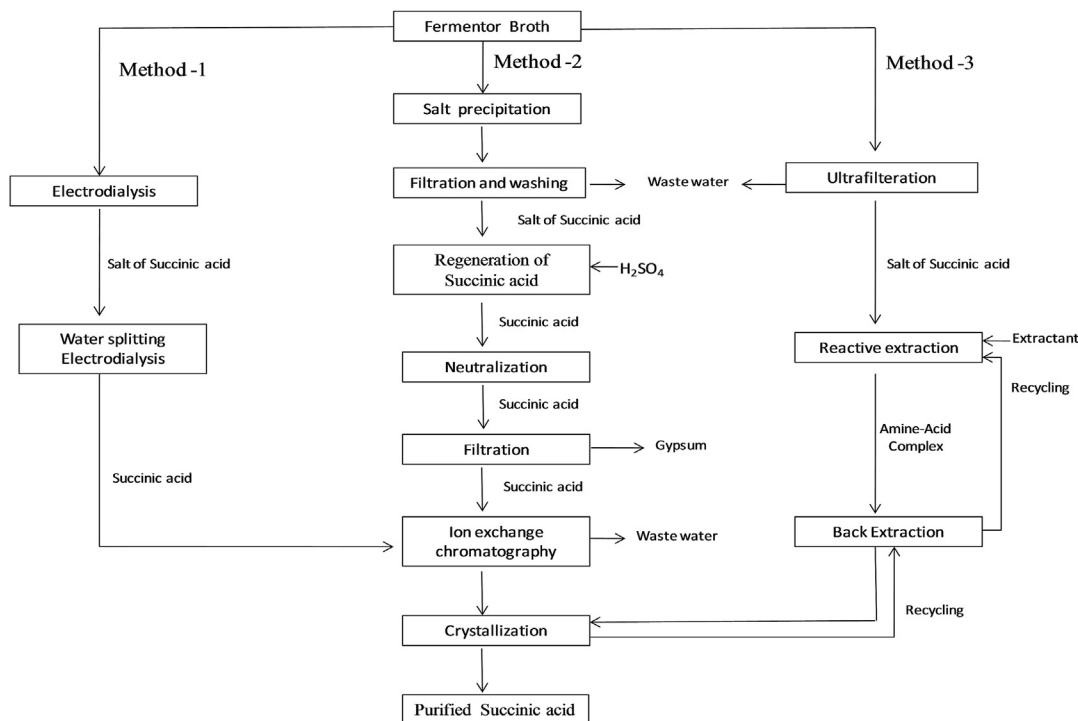 Fermentor Broth
Method -1
Method -2
Method -3
Salt precipitation
Electrodialysis
Filtration and washing
Waste water
Ultrafilteration
Salt of Succinic acid
Salt of Succinic acid
Salt of Succinic acid
Regeneration of
Succinic acid
H₂SO₄
Succinic acid
Water splitting
Electrodialysis
Neutralization
Reactive extraction
Extractant
Recycling
Succinic acid
Amine-Acid
Complex
Filtration
Gypsum
Succinic acid
Succinic acid
Ion exchange
chromatography
Waste water
Back Extraction
Recycling
Crystallization
Purified Succinic acid